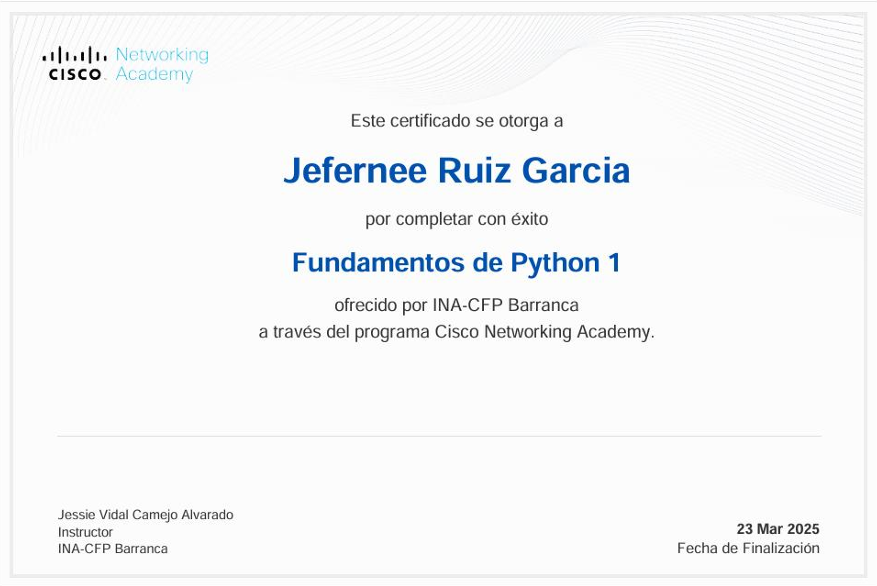 Networking
CISCO Academy
Este certificado se otorga a
Jefernee Ruiz Garcia
por completar con éxito
Fundamentos de Python 1
ofrecido por INA-CFP Barranca
a través del programa Cisco Networking Academy.
Jessie Vidal Camejo Alvarado
Instructor
INA-CFP Barranca
23 Mar 2025
Fecha de Finalización